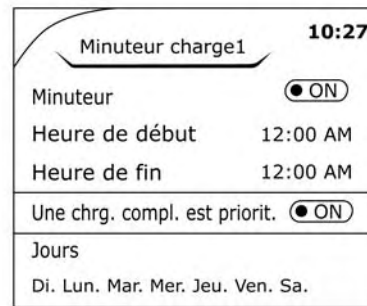 Minuteur charge1
10:27
Minuteur ON
Heure de début 12:00 AM
Heure de fin 12:00 AM
Une chrg. compl. est priorit. ON
Jours
Di. Lun. Mar. Mer. Jeu. Ven. Sa.